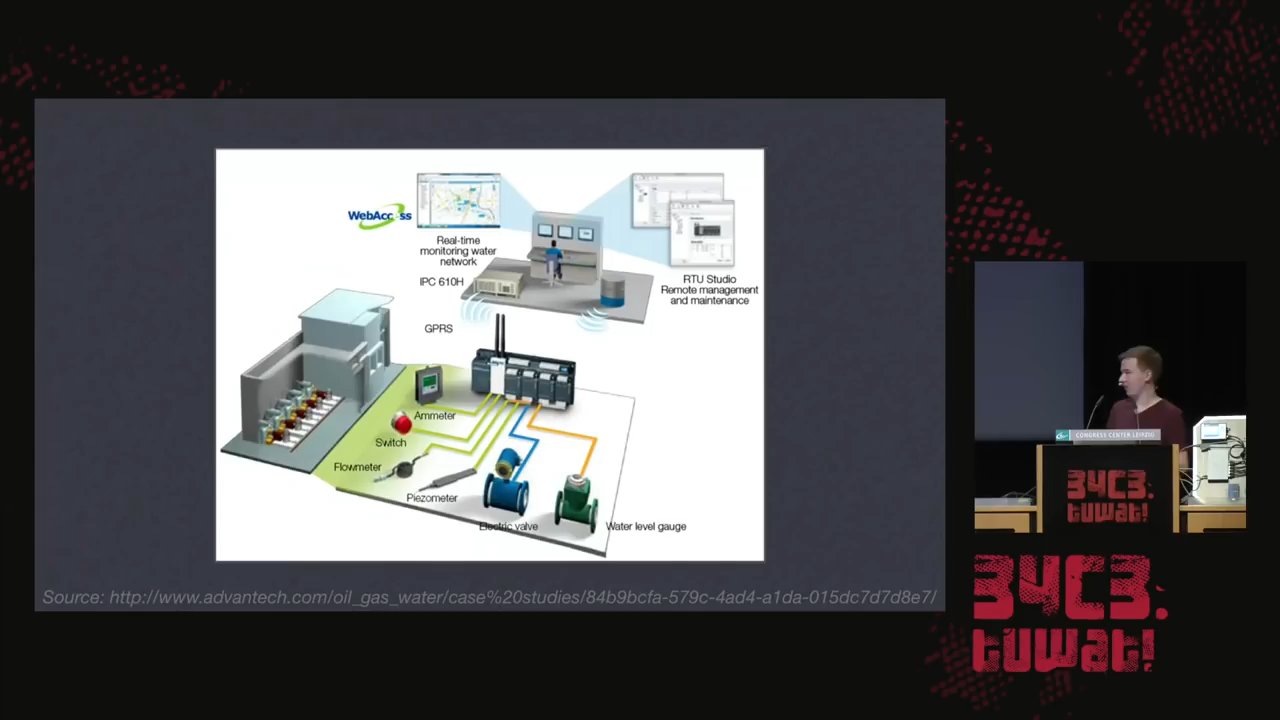 WebAccess
Real-time
monitoring water
network
IPC 610H
RTU Studio
Remote management
and maintenance
GPRS
Ammeter
Switch
Flowmeter
Piezometer
Electric valve
Water level gauge
Source: http://www.advantech.com/oil_gas_water/case%20studies/84b9bcfa-579c-4ad4-a1da-015dc7d7d8e7/
CONGRESS CENTER LEIPZIG
34C3.
tuwat!
34C3.
tuwat!